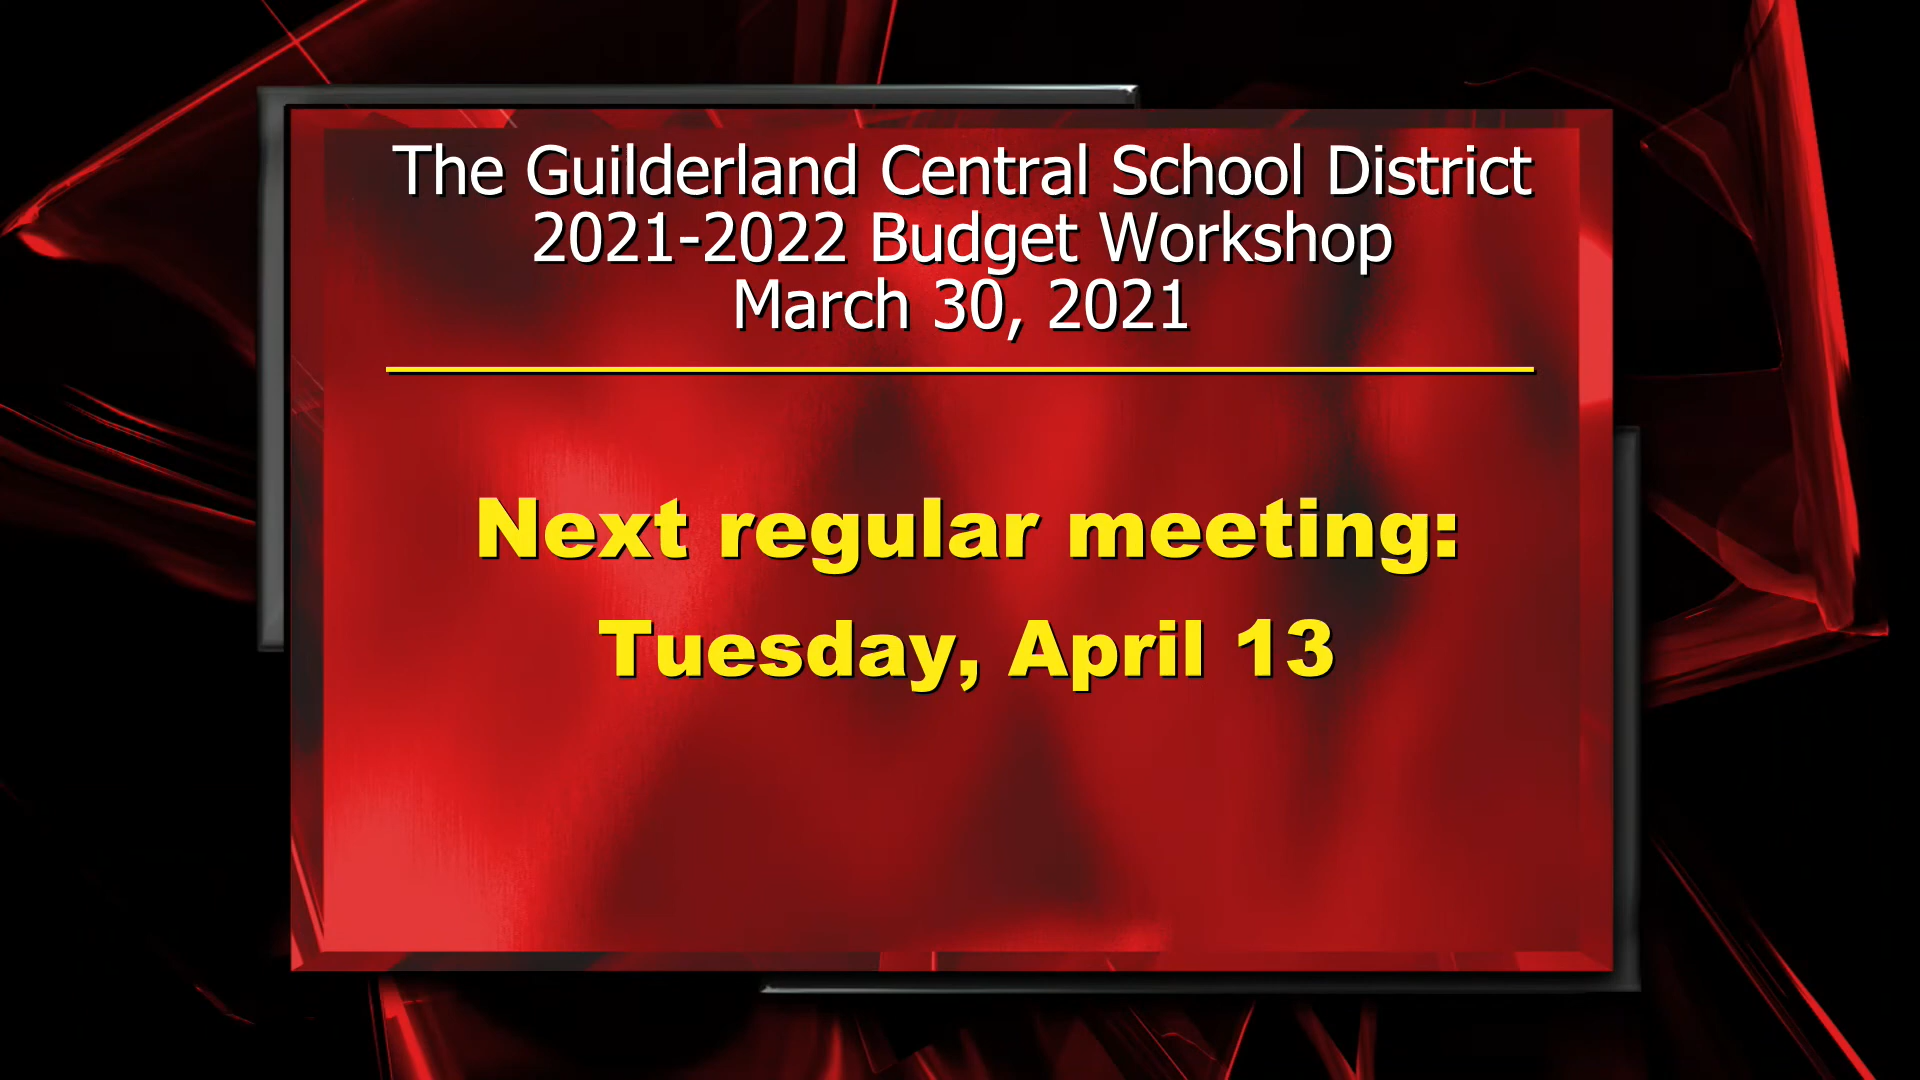 The Guilderland Central School District
2021-2022 Budget Workshop
March 30, 2021
Next regular meeting:
Tuesday, April 13